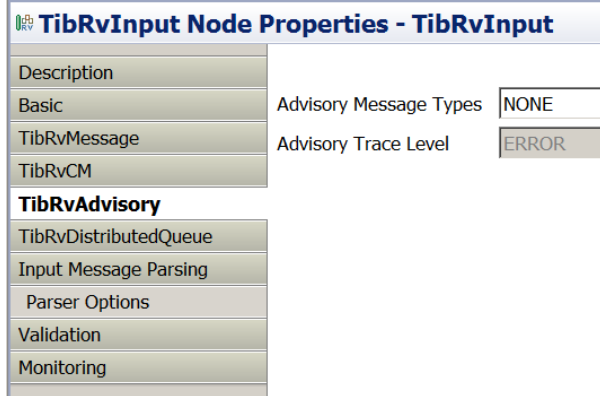 TibRvInput Node Properties - TibRvInput
Description
Basic
TibRvMessage
TibRvCM
TibRvAdvisory
TibRvDistributedQueue
Input Message Parsing
Parser Options
Validation
Monitoring
Advisory Message Types NONE
Advisory Trace Level ERROR